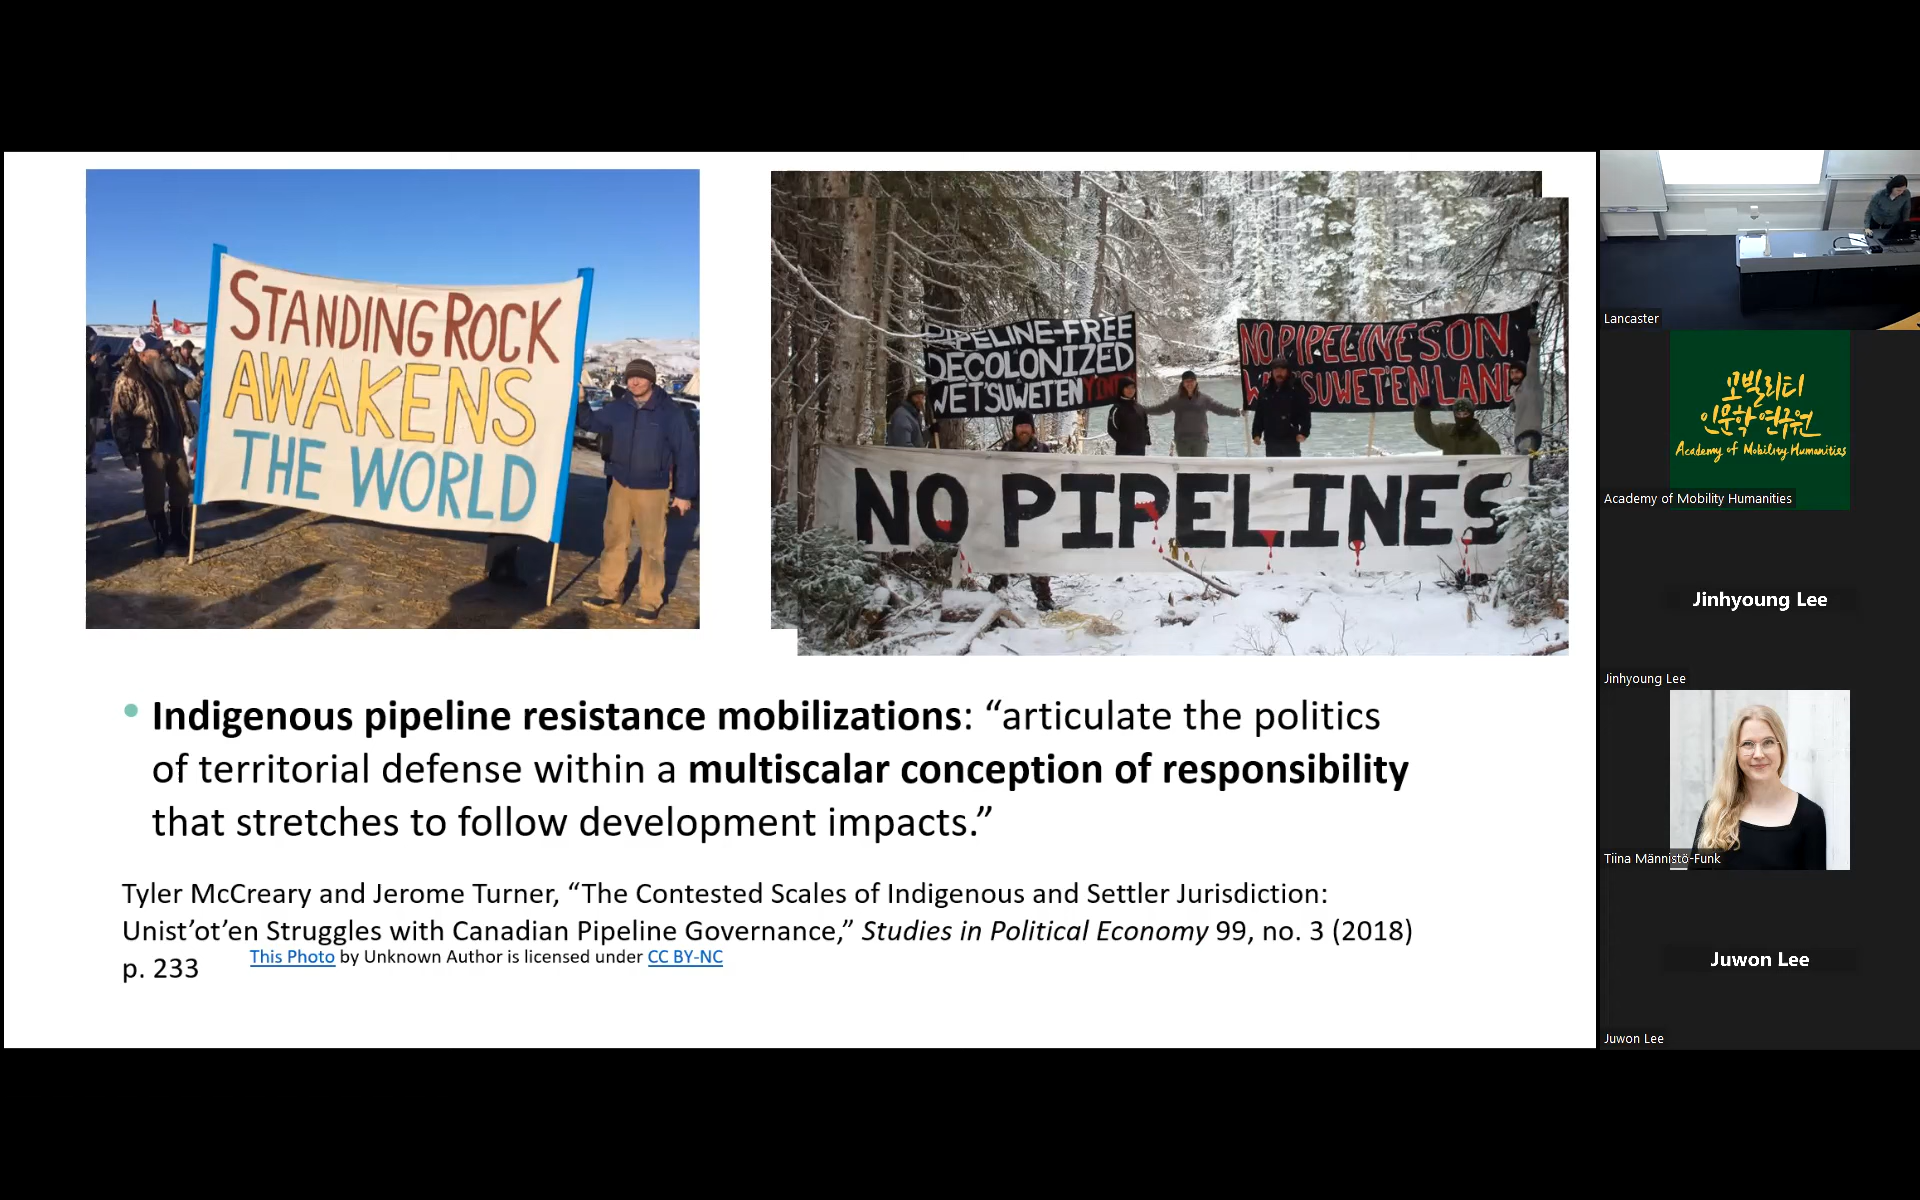 STANDING ROCK
AWAKENS
THE WORLD
PIPELINE-FREE
DECOLONIZED
WET'SUWETEN
NO PIPELINES ON
WET'SUWET'EN LAND
NO PIPELINES
• Indigenous pipeline resistance mobilizations: “articulate the politics
of territorial defense within a multiscalar conception of responsibility
that stretches to follow development impacts.”
Tyler McCreary and Jerome Turner, “The Contested Scales of Indigenous and Settler Jurisdiction:
Unist’ot’en Struggles with Canadian Pipeline Governance,” Studies in Political Economy 99, no. 3 (2018)
p. 233
This Photo by Unknown Author is licensed under CC BY-NC
Lancaster
모빌리티
인문학연구원
Academy of Mobility Humanities
Academy of Mobility Humanities
Jinhyoung Lee
Jinhyoung Lee
Tiina Männistö-Funk
Juwon Lee
Juwon Lee